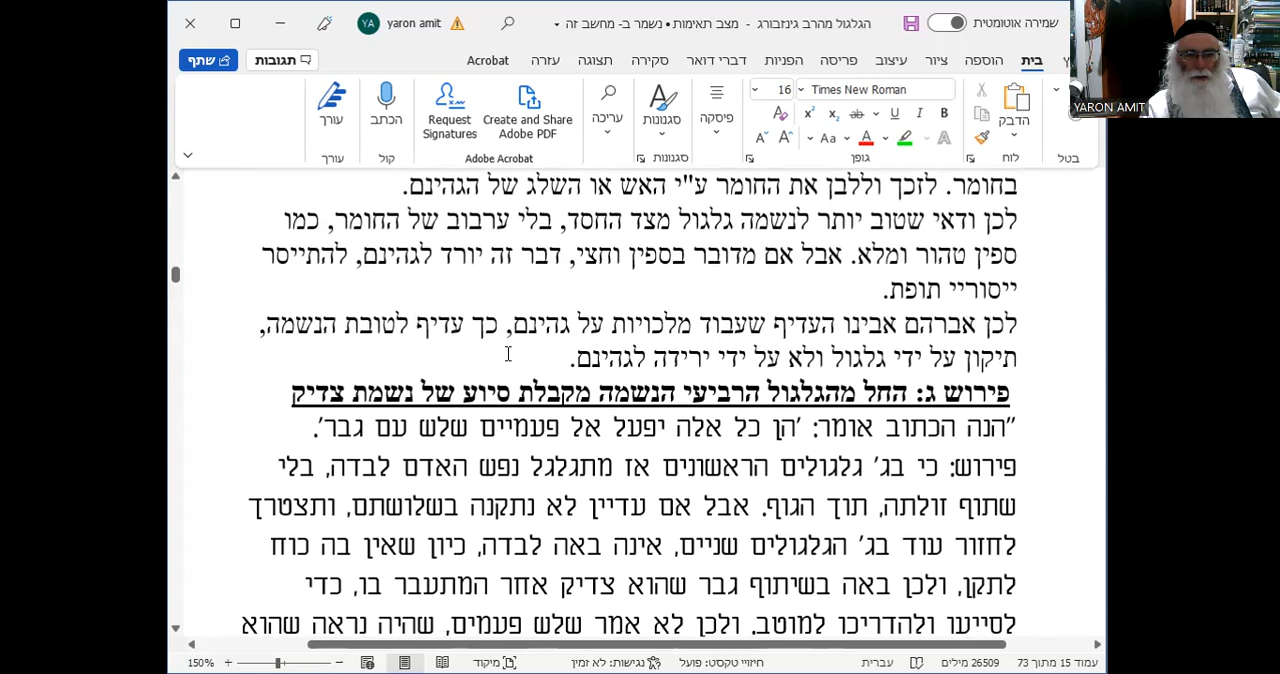 שמירה אוטומטית
הגלגול מהרב גינזבורג - מצב תאימות • נשמר ב- מחשב זה
yaron amit
YA
בית
הוספה
ציור
עיצוב
פריסה
הפניות
דברי דואר
סקירה
תצוגה
עזרה
Acrobat
תגובות
שתף
YARON AMIT
הדבק
Times New Roman
16
B I U ab x₂ x²
A A Aa A A
פיסקה
סגנונות
עריכה
Create and Share Adobe PDF
Request Signatures
הכתב
עורך
בטל
לוח
גופן
סגנונות
Adobe Acrobat
קול
עורך
בחומר. לזכך וללבן את החומר ע"י האש או השלג של הגהינם.
לכן ודאי שטוב יותר לנשמה גלגול מצד החסד, בלי ערבוב של החומר, כמו
ספין טהור ומלא. אבל אם מדובר בספין וחצי, דבר זה יורד לגהינם, להתייסר
ייסוריי תופת.
לכן אברהם אבינו העדיף שעבוד מלכויות על גהינם, כך עדיף לטובת הנשמה,
תיקון על ידי גלגול ולא על ידי ירידה לגהינם.
פירוש ג: החל מהגלגול הרביעי הנשמה מקבלת סיוע של נשמת צדיק
"הנה הכתוב אומר: 'הן כל אלה יפעל אל פעמיים שלש עם גבר'.
פירוש: כי בג' גלגולים הראשונים אז מתגלגל נפש האדם לבדה, בלי
שתוף זולתה, תוך הגוף. אבל אם עדיין לא נתקנה בשלושתם, ותצטרך
לחזור עוד בג' הגלגולים שניים, אינה באה לבדה, כיון שאין בה כוח
לתקן, ולכן באה בשיתוף גבר שהוא צדיק אחר המתעבר בו, כדי
לסייעו ולהדריכו למוטב. ולכן לא אמר שלש פעמים, שהיה נראה שהוא
עמוד 15 מתוך 73
26509 מילים
עברית
חיזוי טקסט: פועל
נגישות: לא זמין
מיקוד
150%